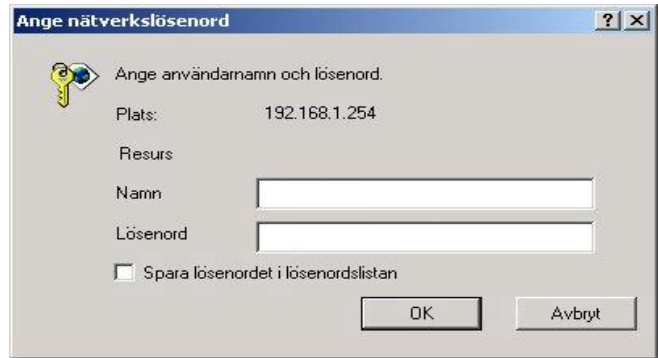 Ange nätverkslösenord
Ange användarnamn och lösenord.
Plats: 192.168.1.254
Resurs
Namn
Lösenord
Spara lösenordet i lösenordslistan
OK Avbryt